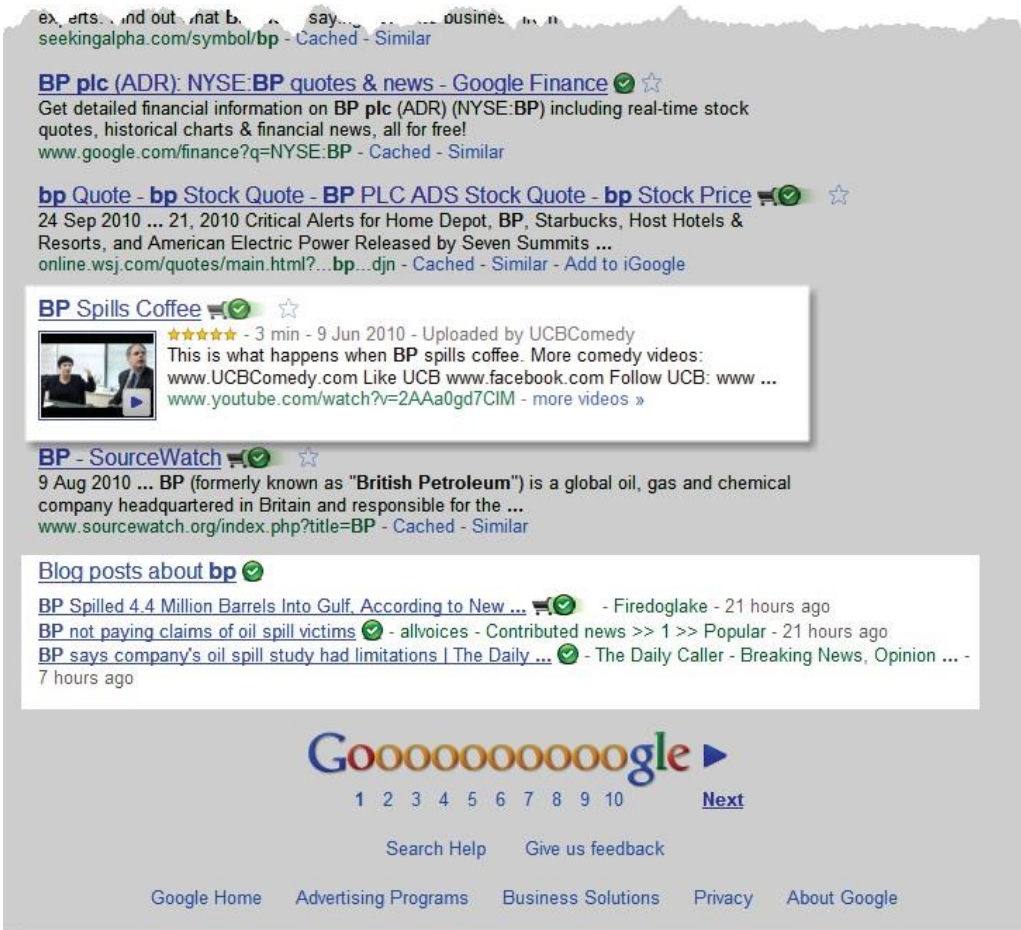 seekingalpha.com/symbol/bp - Cached - Similar
BP plc (ADR): NYSE:BP quotes & news - Google Finance
Get detailed financial information on BP plc (ADR) (NYSE:BP) including real-time stock
quotes, historical charts & financial news, all for free!
www.google.com/finance?q=NYSE:BP - Cached - Similar
bp Quote - bp Stock Quote - BP PLC ADS Stock Quote - bp Stock Price
24 Sep 2010 ... 21, 2010 Critical Alerts for Home Depot, BP, Starbucks, Host Hotels &
Resorts, and American Electric Power Released by Seven Summits ...
online.wsj.com/quotes/main.html?...bp...djn - Cached - Similar - Add to iGoogle
BP Spills Coffee
- 3 min - 9 Jun 2010 - Uploaded by UCBComedy
This is what happens when BP spills coffee. More comedy videos:
www.UCBComedy.com Like UCB www.facebook.com Follow UCB: www ...
www.youtube.com/watch?v=2AAa0gd7CIM - more videos »
BP - SourceWatch
9 Aug 2010 ... BP (formerly known as "British Petroleum") is a global oil, gas and chemical
company headquartered in Britain and responsible for the ...
www.sourcewatch.org/index.php?title=BP - Cached - Similar
Blog posts about bp
BP Spilled 4.4 Million Barrels Into Gulf, According to New ... - Firedoglake - 21 hours ago
BP not paying claims of oil spill victims - allvoices - Contributed news >> 1 >> Popular - 21 hours ago
BP says company's oil spill study had limitations | The Daily ... - The Daily Caller - Breaking News, Opinion ... -
7 hours ago
Goooooooooogle
1 2 3 4 5 6 7 8 9 10 Next
Search Help Give us feedback
Google Home Advertising Programs Business Solutions Privacy About Google